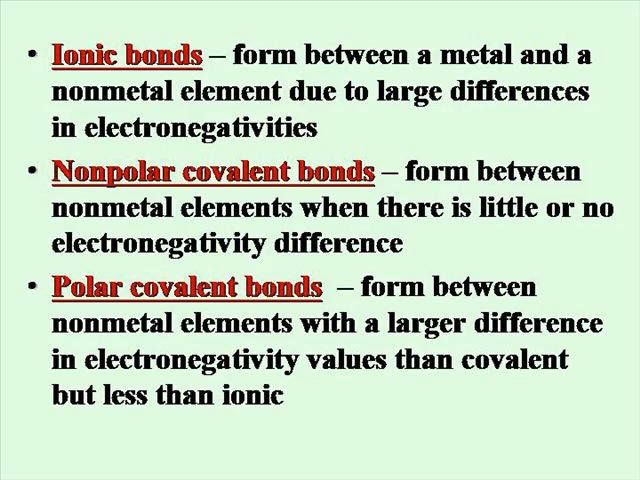 • Ionic bonds – form between a metal and a
nonmetal element due to large differences
in electronegativities
• Nonpolar covalent bonds – form between
nonmetal elements when there is little or no
electronegativity difference
• Polar covalent bonds – form between
nonmetal elements with a larger difference
in electronegativity values than covalent
but less than ionic